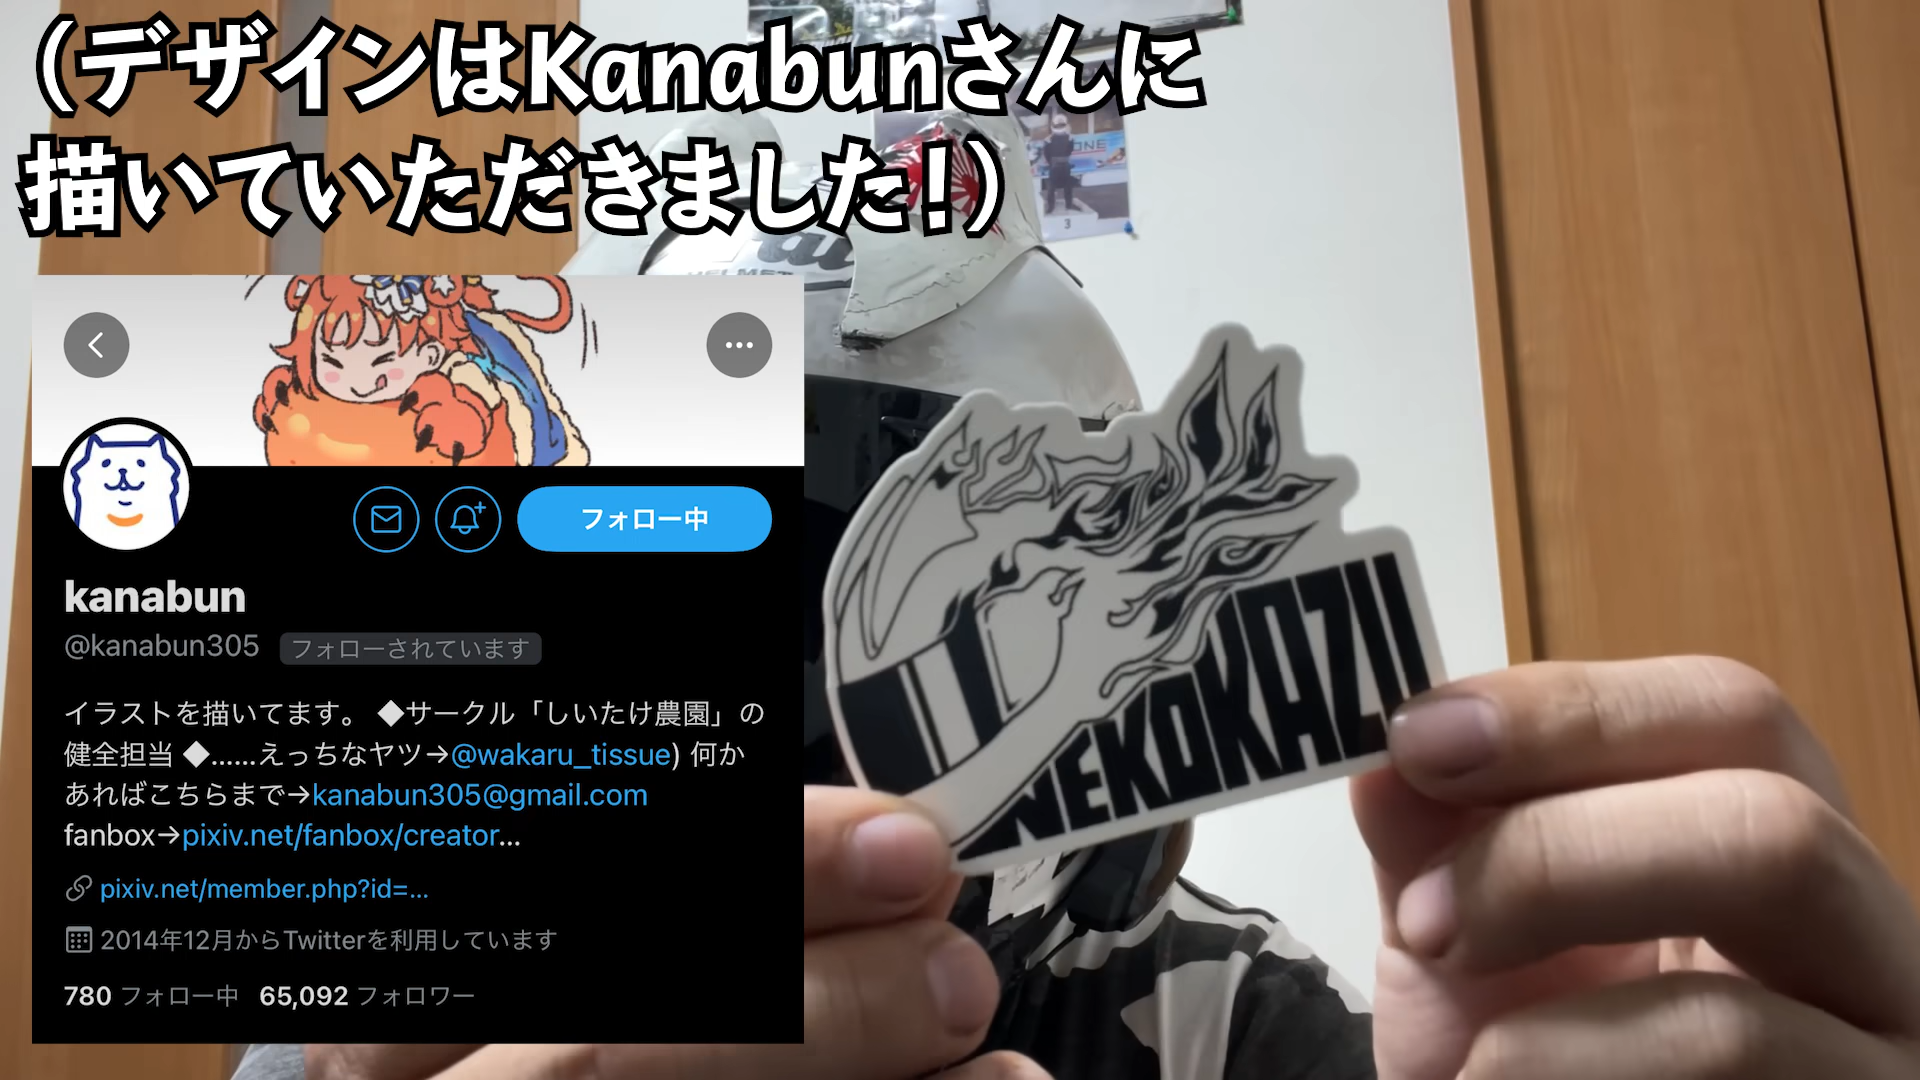 （デザインはKanabunさんに
描いていただきました！）
HELMET
ONE
3
フォロー中
kanabun
@kanabun305 フォローされています
イラストを描いてます。 ◆サークル「しいたけ農園」の
健全担当 ◆……えっちなヤツ→@wakaru_tissue) 何か
あればこちらまで→kanabun305@gmail.com
fanbox→pixiv.net/fanbox/creator...
pixiv.net/member.php?id=...
2014年12月からTwitterを利用しています
780 フォロー中 65,092 フォロワー
NEKOKAZU